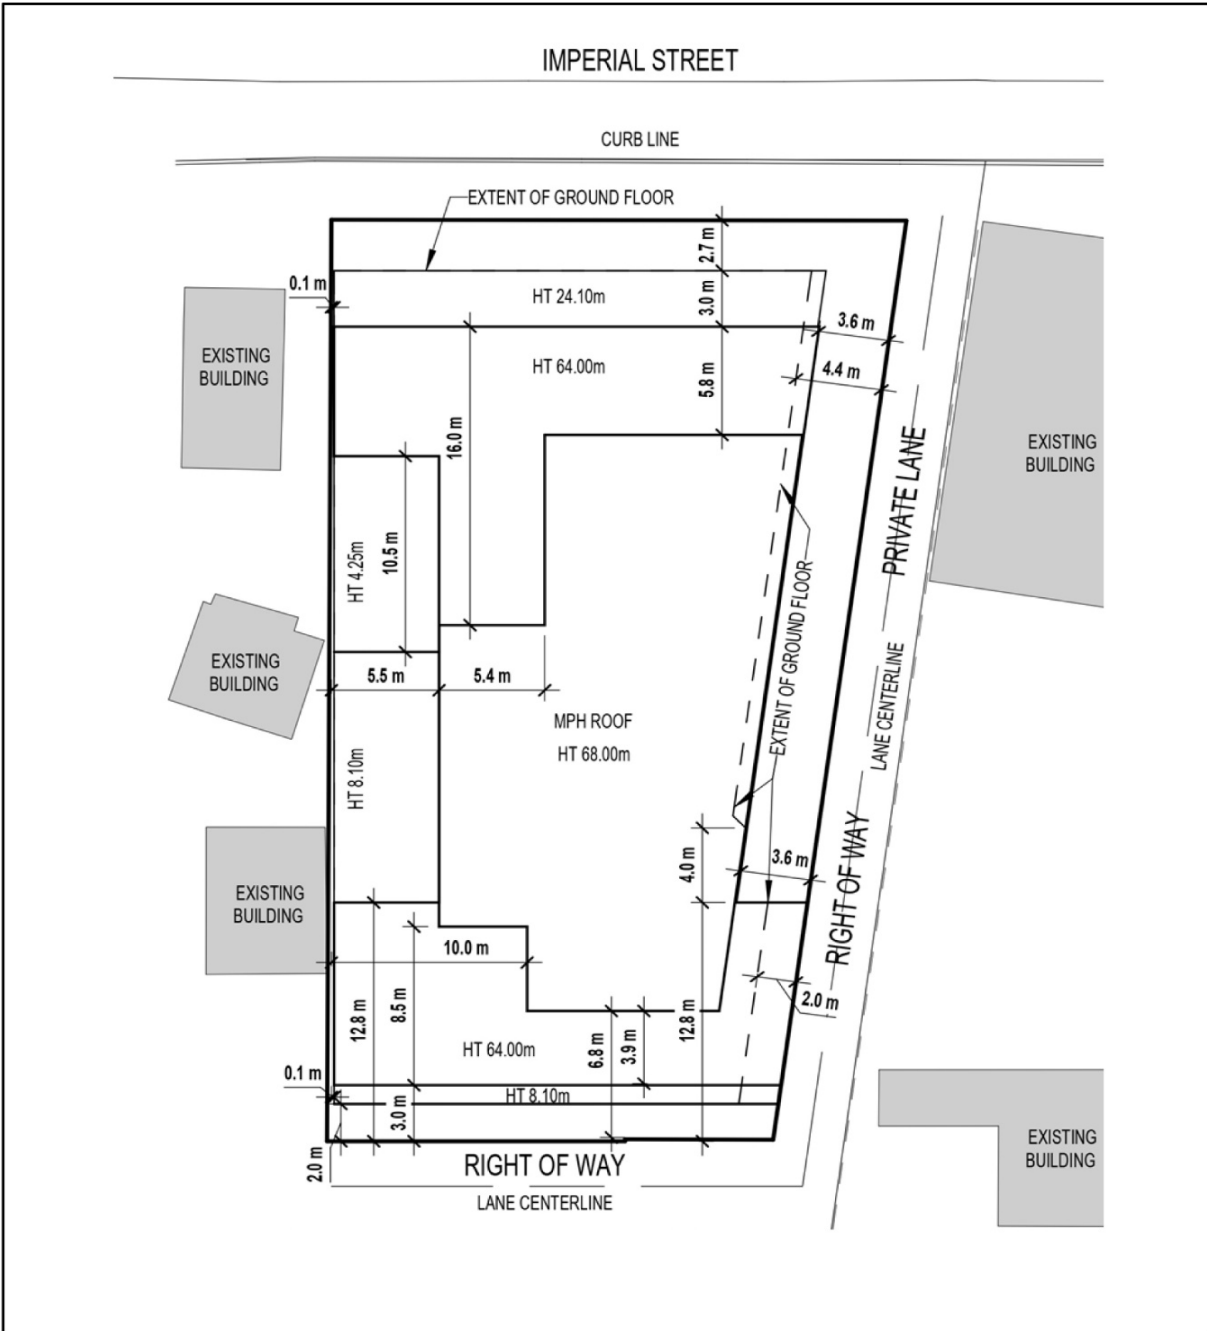 IMPERIAL STREET
CURB LINE
EXTENT OF GROUND FLOOR
2.7 m
0.1 m
HT 24.10m
3.0 m
3.6 m
EXISTING
BUILDING
HT 64.00m
5.8 m
4.4 m
16.0 m
EXISTING
BUILDING
PRIVATE LANE
HT 4.25m
10.5 m
EXTENT OF GROUND FLOOR
EXISTING
BUILDING
5.5 m
5.4 m
LANE CENTERLINE
MPH ROOF
HT 68.00m
HT 8.10m
4.0 m
3.6 m
RIGHT OF WAY
EXISTING
BUILDING
10.0 m
2.0 m
12.8 m
8.5 m
HT 64.00m
6.8 m
3.9 m
12.8 m
0.1 m
HT 8.10m
3.0 m
2.0 m
RIGHT OF WAY
LANE CENTERLINE
EXISTING
BUILDING